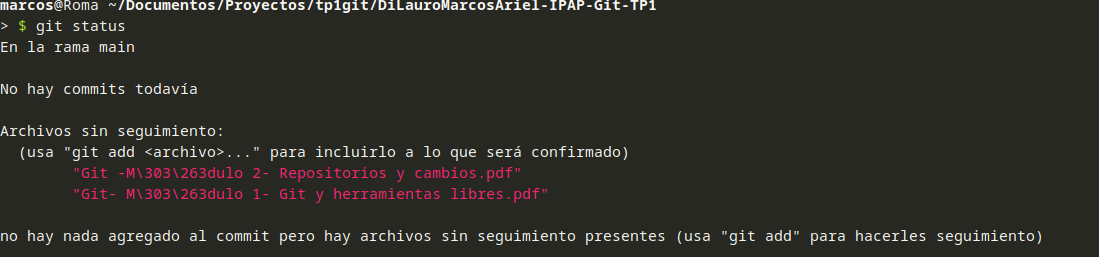 marcos@Roma ~/Documentos/Proyectos/tp1git/DiLauroMarcosAriel-IPAP-Git-TP1
> $ git status
En la rama main
No hay commits todavía
Archivos sin seguimiento:
(usa "git add <archivo>..." para incluirlo a lo que será confirmado)
"Git -M\303\263dulo 2- Repositorios y cambios.pdf"
"Git- M\303\263dulo 1- Git y herramientas libres.pdf"
no hay nada agregado al commit pero hay archivos sin seguimiento presentes (usa "git add" para hacerles seguimiento)